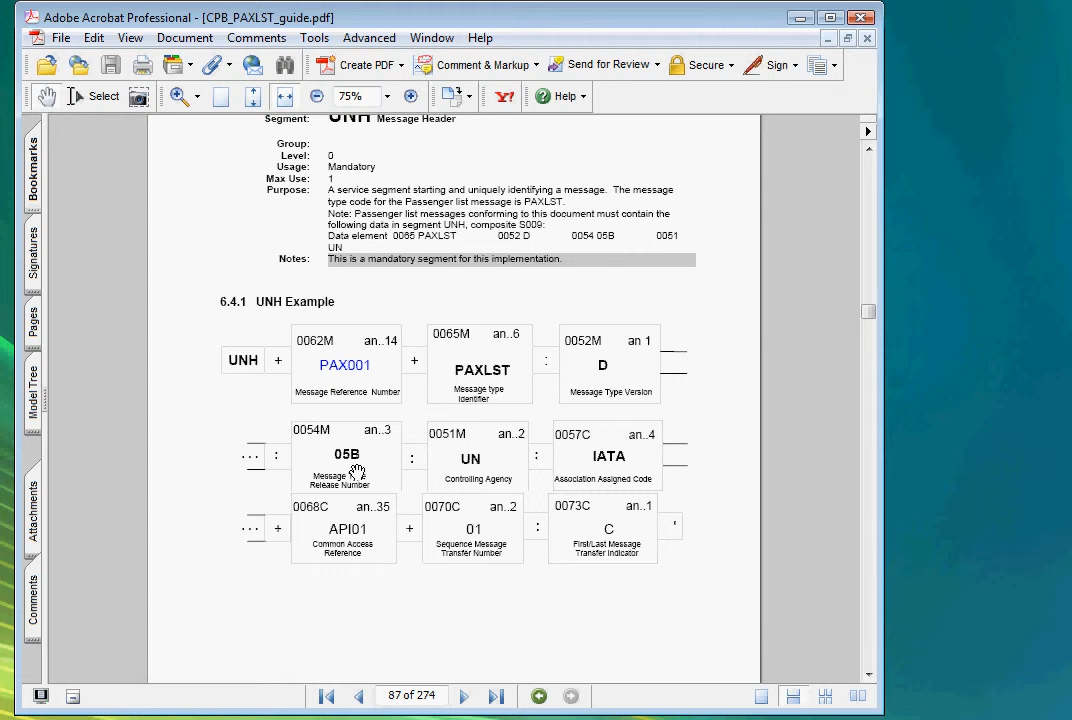 Adobe Acrobat Professional - [CPB_PAXLST_guide.pdf]
File Edit View Document Comments Tools Advanced Window Help
Create PDF Comment & Markup Send for Review Secure Sign
Select 75% Y! Help
Bookmarks
Signatures
Pages
Model Tree
Attachments
Comments
Segment: UNH Message Header
Group:
Level: 0
Usage: Mandatory
Max Use: 1
Purpose: A service segment starting and uniquely identifying a message. The message
type code for the Passenger list message is PAXLST.
Note: Passenger list messages conforming to this document must contain the
following data in segment UNH, composite S009:
Data element 0065 PAXLST 0052 D 0054 05B 0051
UN
Notes: This is a mandatory segment for this implementation.
6.4.1 UNH Example
0062M an..14 0065M an..6 0052M an 1
UNH + PAX001 + PAXLST : D
Message Reference Number Message type Message Type Version
Identifier
0054M an..3 0051M an..2 0057C an..4
... : 05B : UN : IATA
Message Controlling Agency Association Assigned Code
Release Number
0068C an..35 0070C an..2 0073C an..1
... + API01 + 01 : C '
Common Access Sequence Message First/Last Message
Reference Transfer Number Transfer Indicator
87 of 274